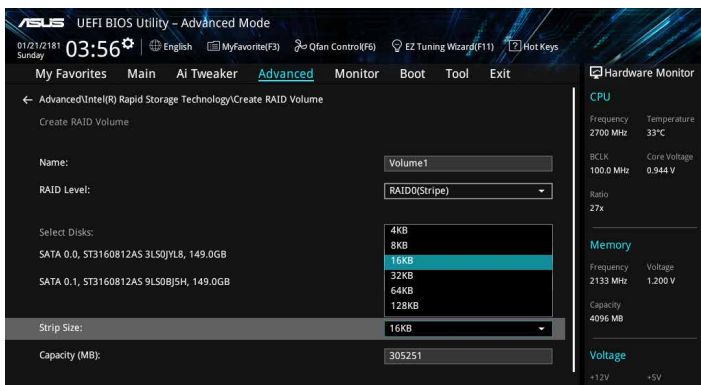 ASUS UEFI BIOS Utility – Advanced Mode
01/21/2181 Sunday 03:56 English MyFavorite(F3) Qfan Control(F6) EZ Tuning Wizard(F11) ? Hot Keys
My Favorites Main Ai Tweaker Advanced Monitor Boot Tool Exit
← Advanced\Intel(R) Rapid Storage Technology\Create RAID Volume
Create RAID Volume
Name: Volume1
RAID Level: RAID0(Stripe)
Select Disks:
SATA 0.0, ST3160812AS 3LS0JYL8, 149.0GB
SATA 0.1, ST3160812AS 9LS0BJ5H, 149.0GB
4KB
8KB
16KB
32KB
64KB
128KB
Strip Size: 16KB
Capacity (MB): 305251
Hardware Monitor
CPU
Frequency Temperature
2700 MHz 33°C
BCLK Core Voltage
100.0 MHz 0.944 V
Ratio
27x
Memory
Frequency Voltage
2133 MHz 1.200 V
Capacity
4096 MB
Voltage
+12V +5V